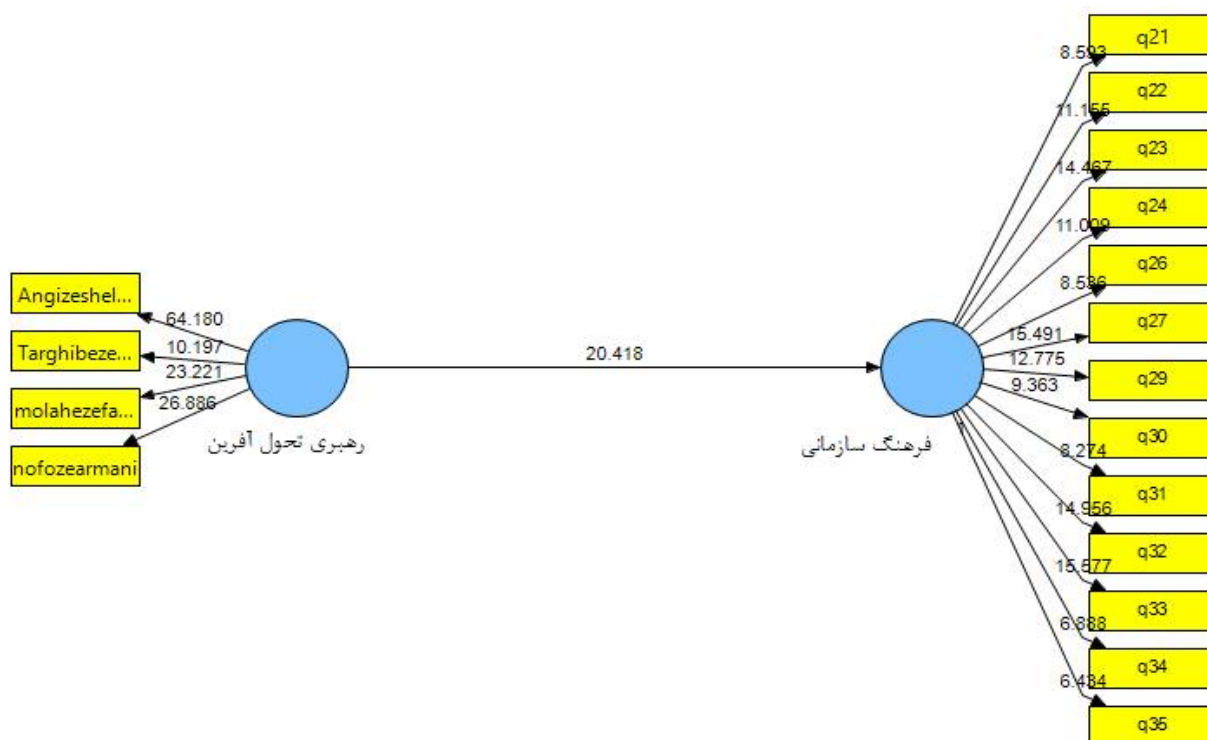 Angizeshel...
Targhibeze...
molahezefa...
nofozearmani
64.180
10.197
23.221
26.886
رهبری تحول آفرین
20.418
فرهنگ سازمانی
8.593
11.155
14.467
11.009
8.536
15.491
12.775
9.363
8.274
14.956
15.577
6.888
6.434
q21
q22
q23
q24
q26
q27
q29
q30
q31
q32
q33
q34
q35